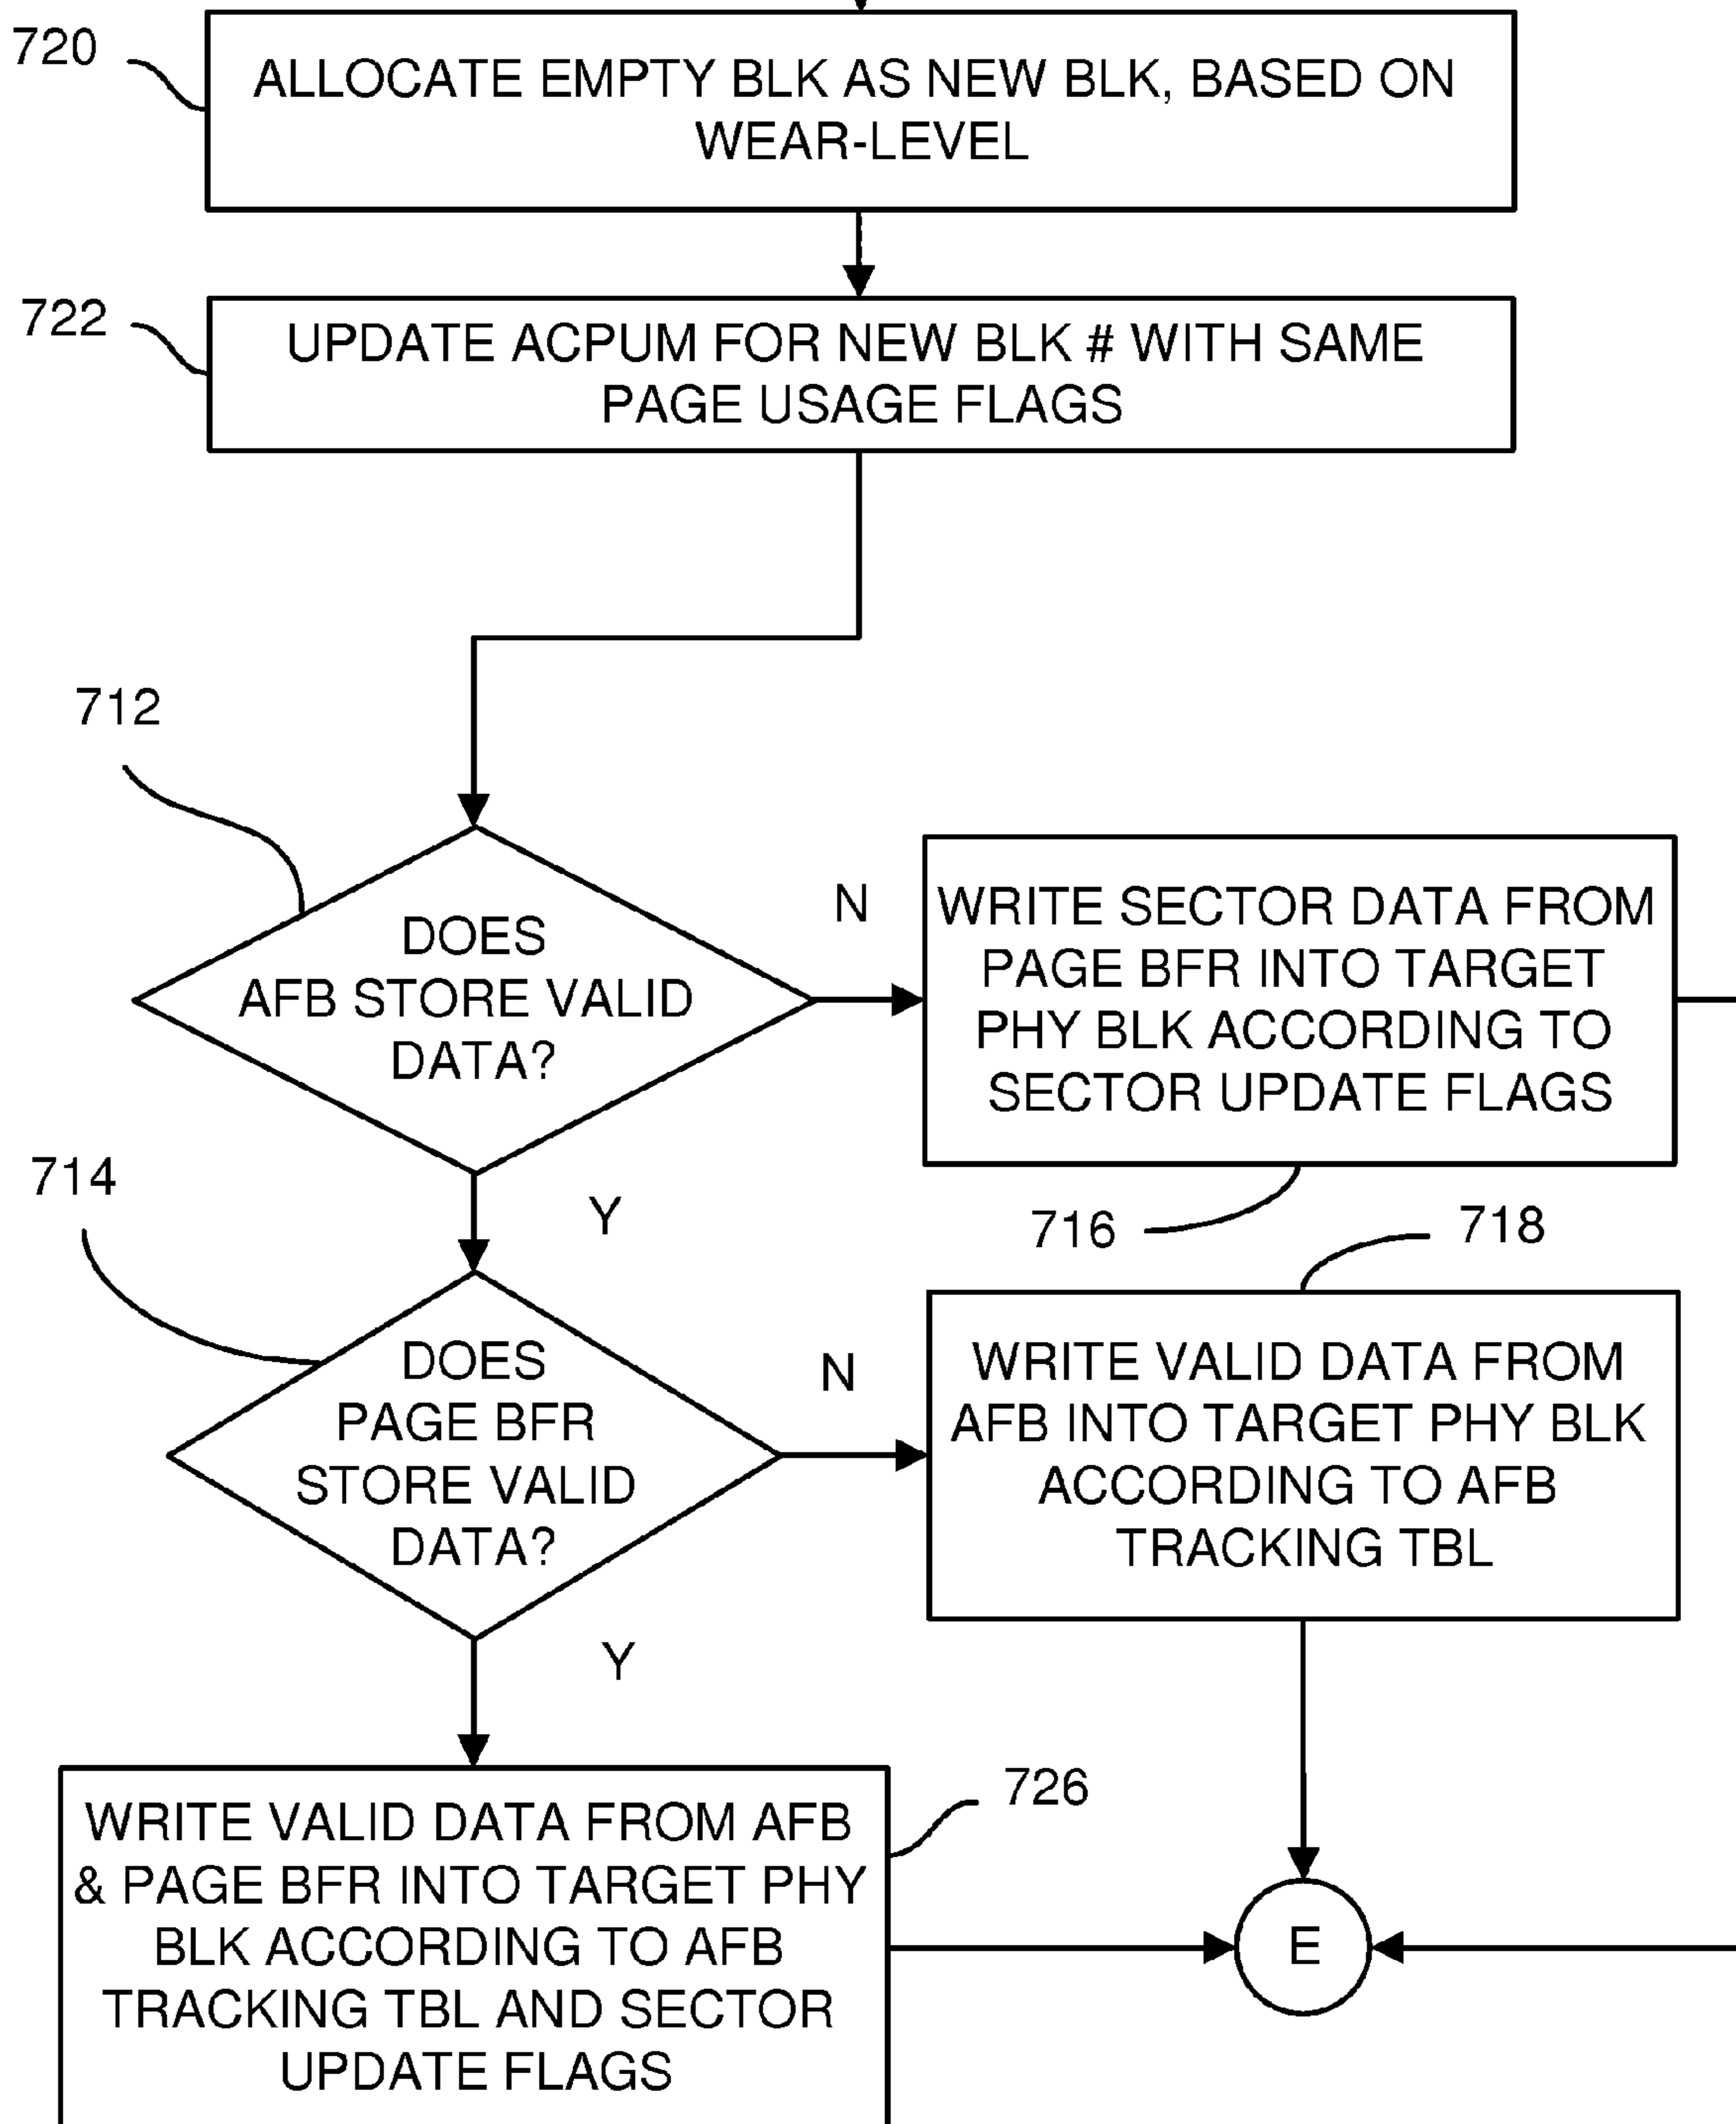 720
ALLOCATE EMPTY BLK AS NEW BLK, BASED ON
WEAR-LEVEL
722
UPDATE ACPUM FOR NEW BLK # WITH SAME
PAGE USAGE FLAGS
712
DOES
AFB STORE VALID
DATA?
N
WRITE SECTOR DATA FROM
PAGE BFR INTO TARGET
PHY BLK ACCORDING TO
SECTOR UPDATE FLAGS
716
Y
714
DOES
PAGE BFR
STORE VALID
DATA?
N
718
WRITE VALID DATA FROM
AFB INTO TARGET PHY BLK
ACCORDING TO AFB
TRACKING TBL
Y
726
WRITE VALID DATA FROM AFB
& PAGE BFR INTO TARGET PHY
BLK ACCORDING TO AFB
TRACKING TBL AND SECTOR
UPDATE FLAGS
E